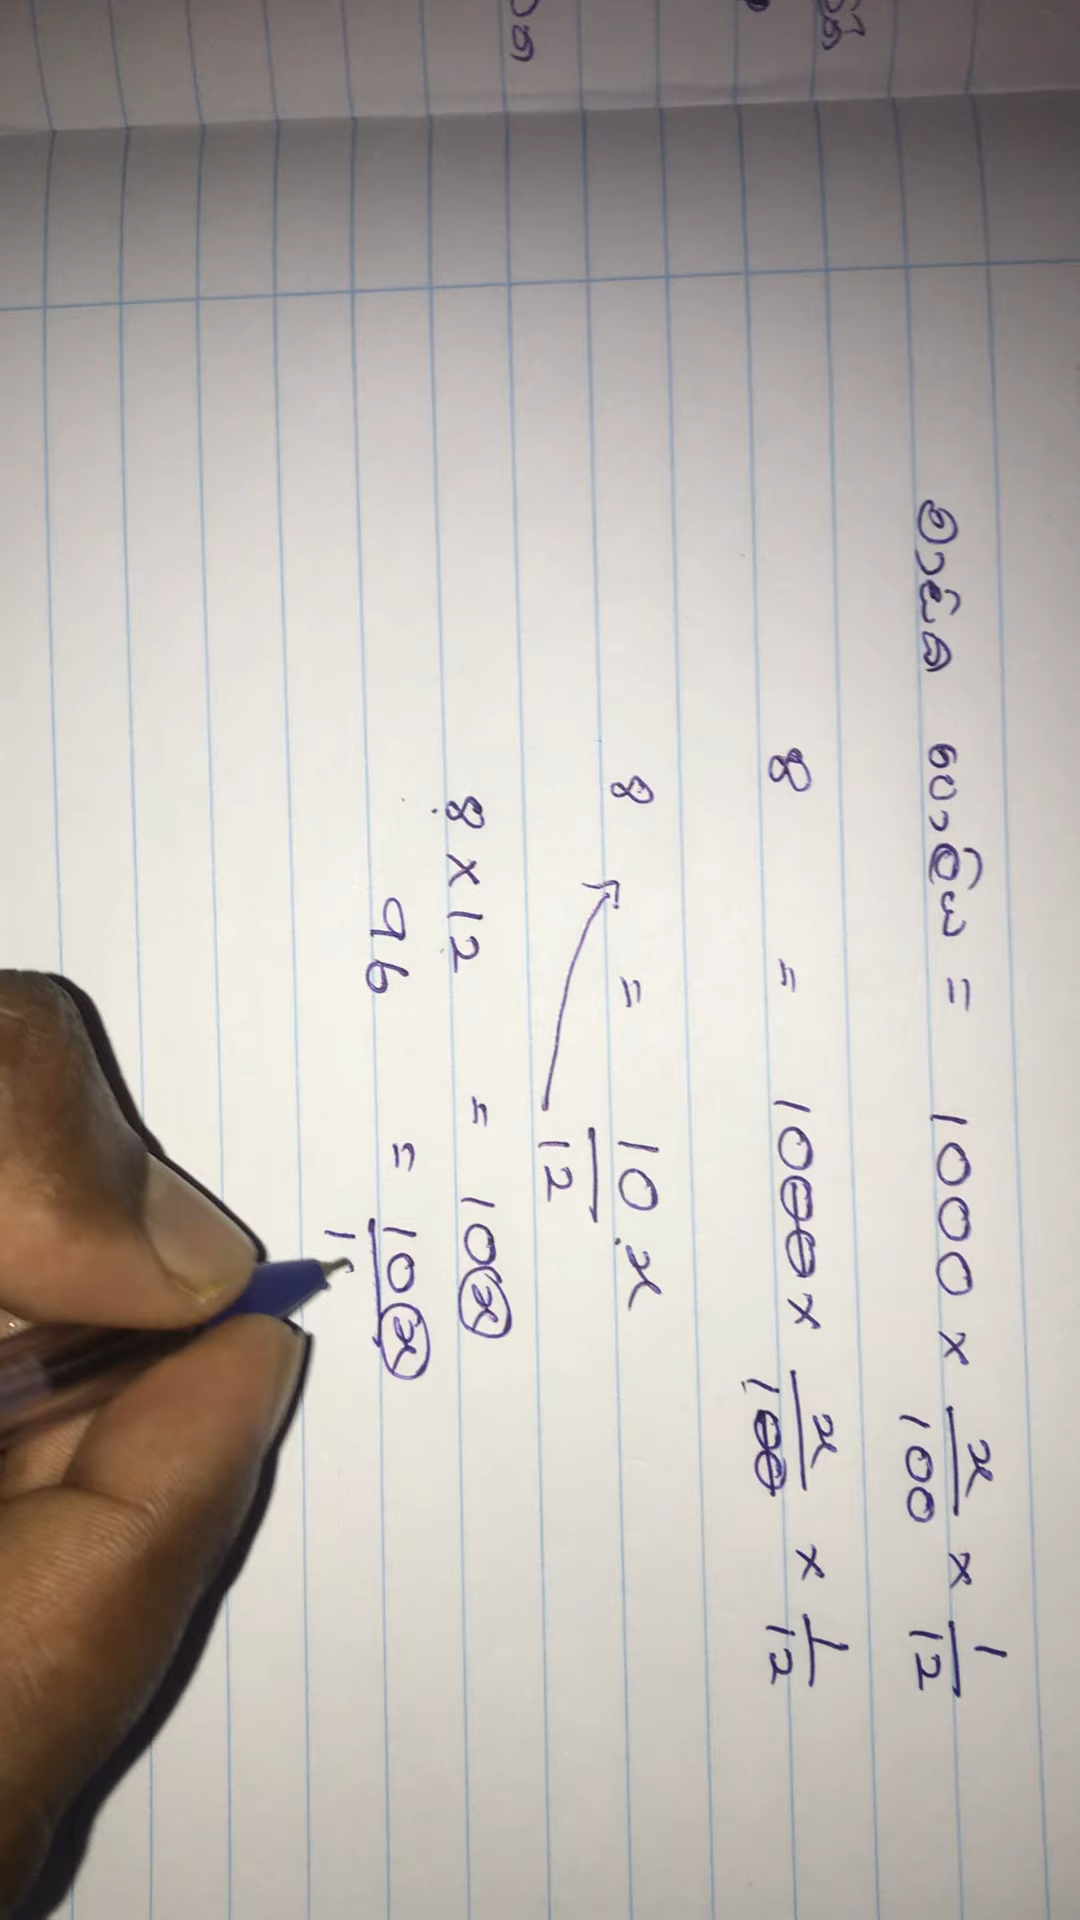 මාසික පොලිය = 1000 × x/100 × 1/12
8 = 1000 × x/100 × 1/12
8 = 10x/12
8 × 12 = 10x
96 = 10x/1